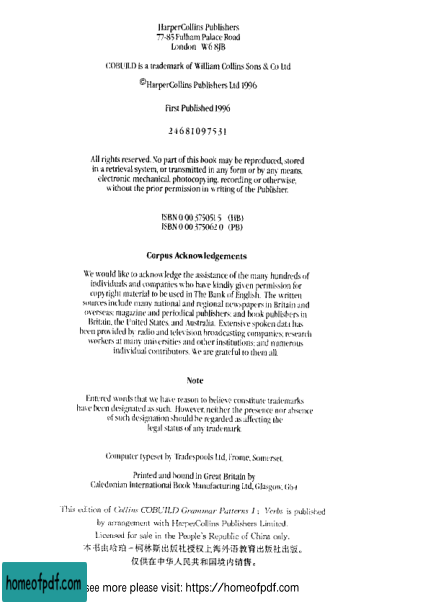 HarperCollins Publishers
77-85 Fulham Palace Road
London W6 8JB
COBUILD is a trademark of William Collins Sons & Co Ltd
©HarperCollins Publishers Ltd 1996
First Published 1996
2 4 6 8 10 9 7 5 3 1
All rights reserved. No part of this book may be reproduced, stored
in a retrieval system, or transmitted in any form or by any means,
electronic, mechanical, photocopying, recording or otherwise,
without the prior permission in writing of the Publisher.
ISBN 0 00 375051 5 (HB)
ISBN 0 00 375062 0 (PB)
Corpus Acknowledgements
We would like to acknowledge the assistance of the many hundreds of
individuals and companies who have kindly given permission for
copyright material to be used in The Bank of English. The written
sources include many national and regional newspapers in Britain and
overseas; magazine and periodical publishers; and book publishers in
Britain, the United States, and Australia. Extensive spoken data has
been provided by radio and television broadcasting companies; research
workers at many universities and other institutions; and numerous
individual contributors. We are grateful to them all.
Note
Entered words that we have reason to believe constitute trademarks
have been designated as such. However, neither the presence nor absence
of such designation should be regarded as affecting the
legal status of any trademark.
Computer typeset by Tradespools Ltd, Frome, Somerset.
Printed and bound in Great Britain by
Caledonian International Book Manufacturing Ltd, Glasgow, G64
This edition of Collins COBUILD Grammar Patterns 1: Verbs is published
by arrangement with HarperCollins Publishers Limited.
Licensed for sale in the People's Republic of China only.
本书由哈珀－柯林斯出版社授权上海外语教育出版社出版。
仅供在中华人民共和国境内销售。
homeofpdf.com
see more please visit: https://homeofpdf.com